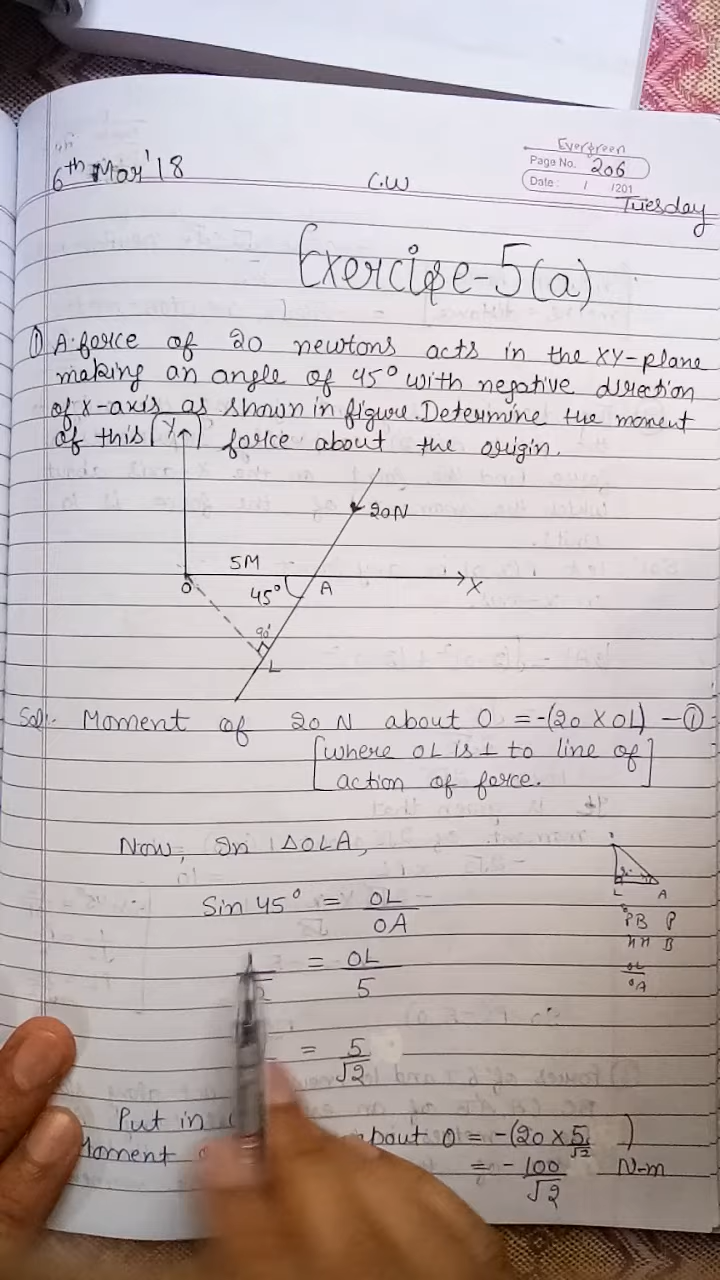 Evergreen
Page No. 206
Date: / /201
6th Mar'18
C.W
Tuesday
Exercise-5(a)
① A force of 20 newtons acts in the XY-plane
making an angle of 45° with negative direction
of X-axis as shown in figure. Determine the moment
of this force about the origin.
Y
20N
5M
O
45°
A
X
90°
L
Sol:- Moment of 20 N about O = -(20 X OL) - ①
[where OL is ⊥ to line of
action of force.]
Now, In ΔOLA,
Sin 45° = OL/OA
= OL/5
= 5/√2
L A
PB P
HH B
OL/OA
Put in
Moment about O = -(20 × 5/√2)
= -100/√2 N-m